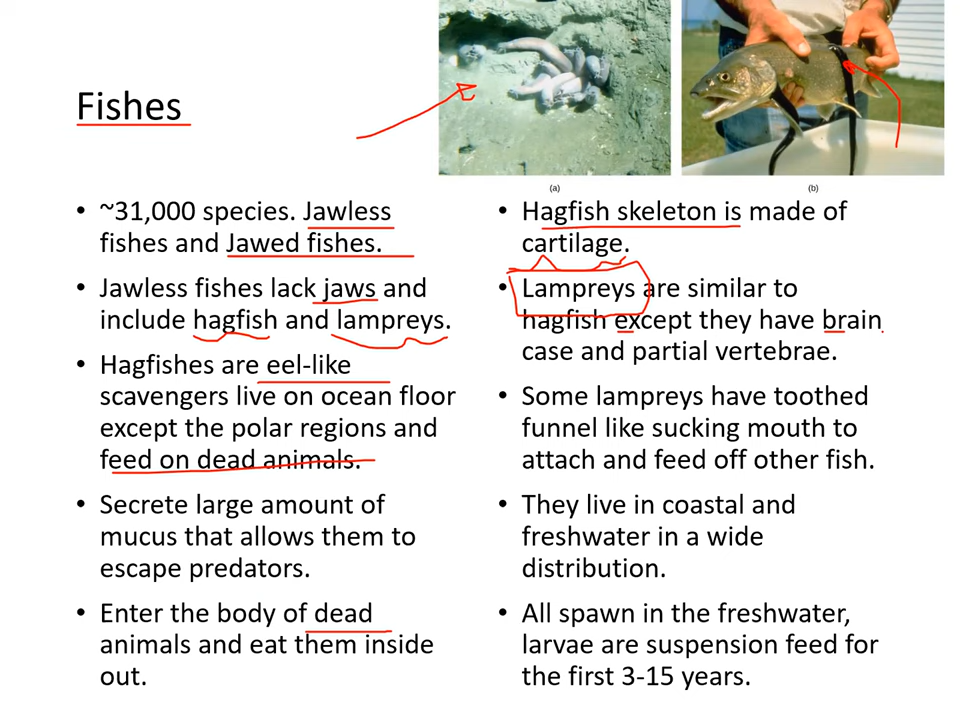 (a)
(b)
Fishes
• ~31,000 species. Jawless
fishes and Jawed fishes.
• Jawless fishes lack jaws and
include hagfish and lampreys.
• Hagfishes are eel-like
scavengers live on ocean floor
except the polar regions and
feed on dead animals.
• Secrete large amount of
mucus that allows them to
escape predators.
• Enter the body of dead
animals and eat them inside
out.
• Hagfish skeleton is made of
cartilage.
• Lampreys are similar to
hagfish except they have brain
case and partial vertebrae.
• Some lampreys have toothed
funnel like sucking mouth to
attach and feed off other fish.
• They live in coastal and
freshwater in a wide
distribution.
• All spawn in the freshwater,
larvae are suspension feed for
the first 3-15 years.